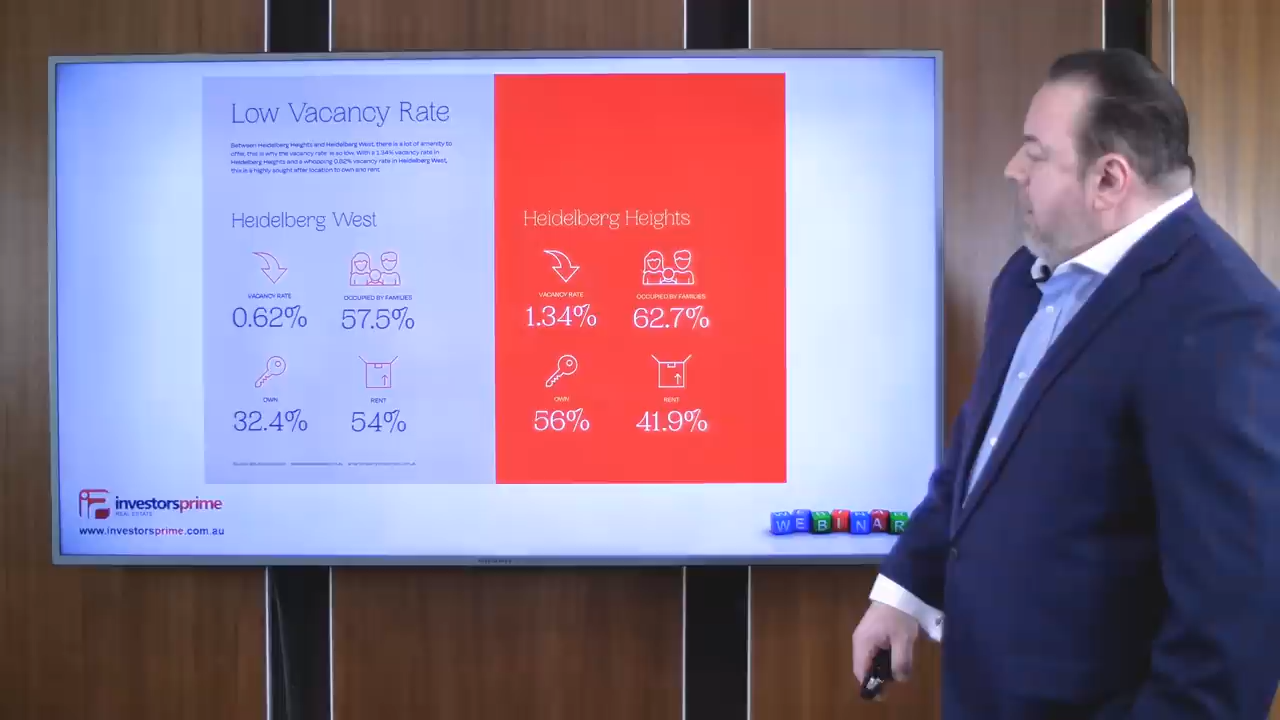 Low Vacancy Rate
Between Heidelberg Heights and Heidelberg West, there is a lot of amenity to
offer, this is why the vacancy rate is so low. With a 1.34% vacancy rate in
Heidelberg Heights and a whopping 0.62% vacancy rate in Heidelberg West,
this is a highly sought after location to own and rent.
Heidelberg West
VACANCY RATE
OCCUPIED BY FAMILIES
0.62%
57.5%
OWN
RENT
32.4%
54%
Heidelberg Heights
VACANCY RATE
OCCUPIED BY FAMILIES
1.34%
62.7%
OWN
RENT
56%
41.9%
investorsprime
REAL ESTATE
www.investorsprime.com.au
WEBINAR